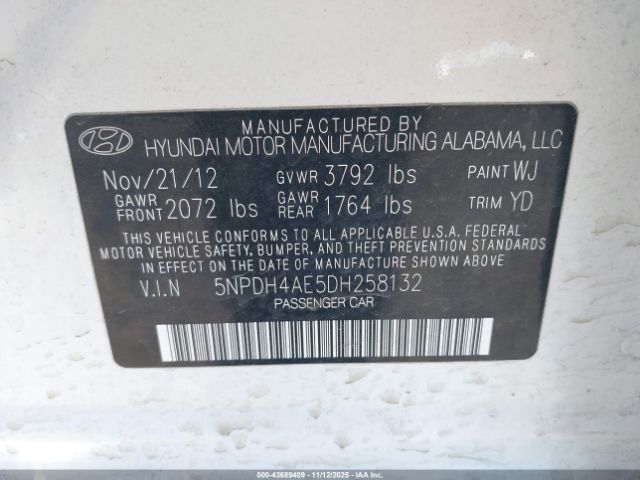 MANUFACTURED BY
HYUNDAI MOTOR MANUFACTURING ALABAMA, LLC
Nov/21/12 GVWR 3792 lbs PAINT WJ
GAWR FRONT 2072 lbs GAWR REAR 1764 lbs TRIM YD
THIS VEHICLE CONFORMS TO ALL APPLICABLE U.S.A. FEDERAL
MOTOR VEHICLE SAFETY, BUMPER, AND THEFT PREVENTION STANDARDS
IN EFFECT ON THE DATE OF MANUFACTURE SHOWN ABOVE.
V.I.N 5NPDH4AE5DH258132
PASSENGER CAR
000-43689409 - 11/12/2025 - IAAI.COM